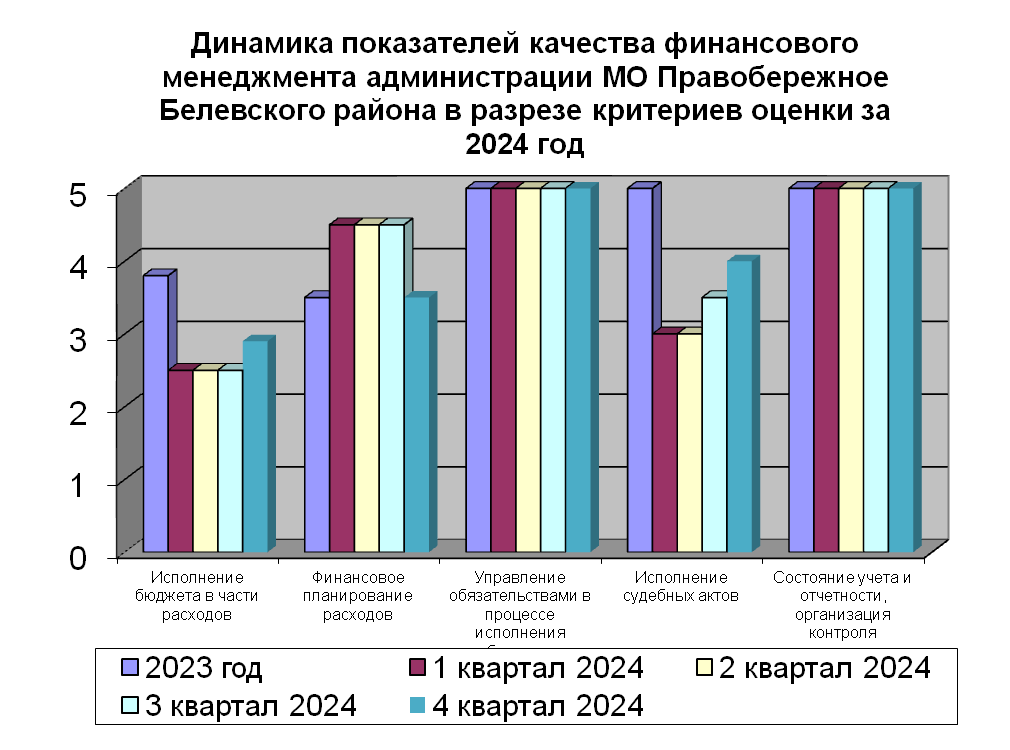 Динамика показателей качества финансового
менеджмента администрации МО Правобережное
Белевского района в разрезе критериев оценки за
2024 год
5
4
3
2
1
0
Исполнение
бюджета в части
расходов
Финансовое
планирование
расходов
Управление
обязательствами в
процессе
исполнения
Исполнение
судебных актов
Состояние учета и
отчетности,
организация
контроля
2023 год
1 квартал 2024
2 квартал 2024
3 квартал 2024
4 квартал 2024